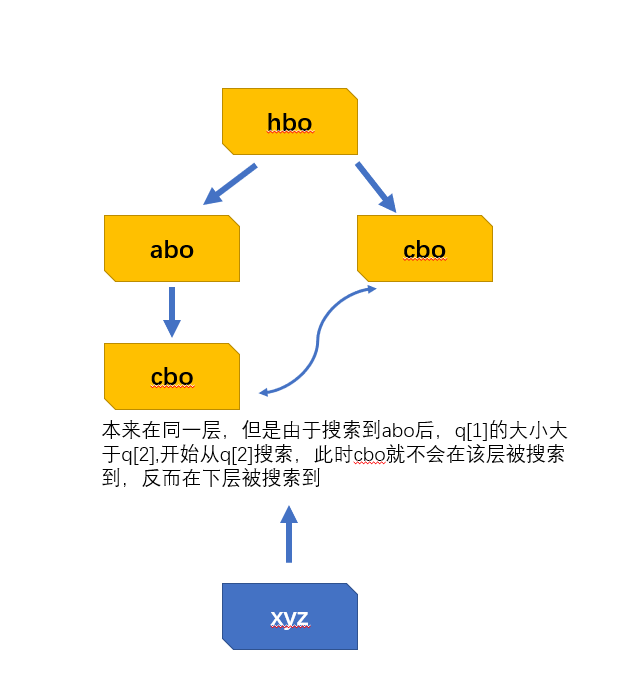 hbo
abo
cbo
cbo
本来在同一层，但是由于搜索到abo后，q[1]的大小大
于q[2],开始从q[2]搜索，此时cbo就不会在该层被搜索
到，反而在下层被搜索到
xyz